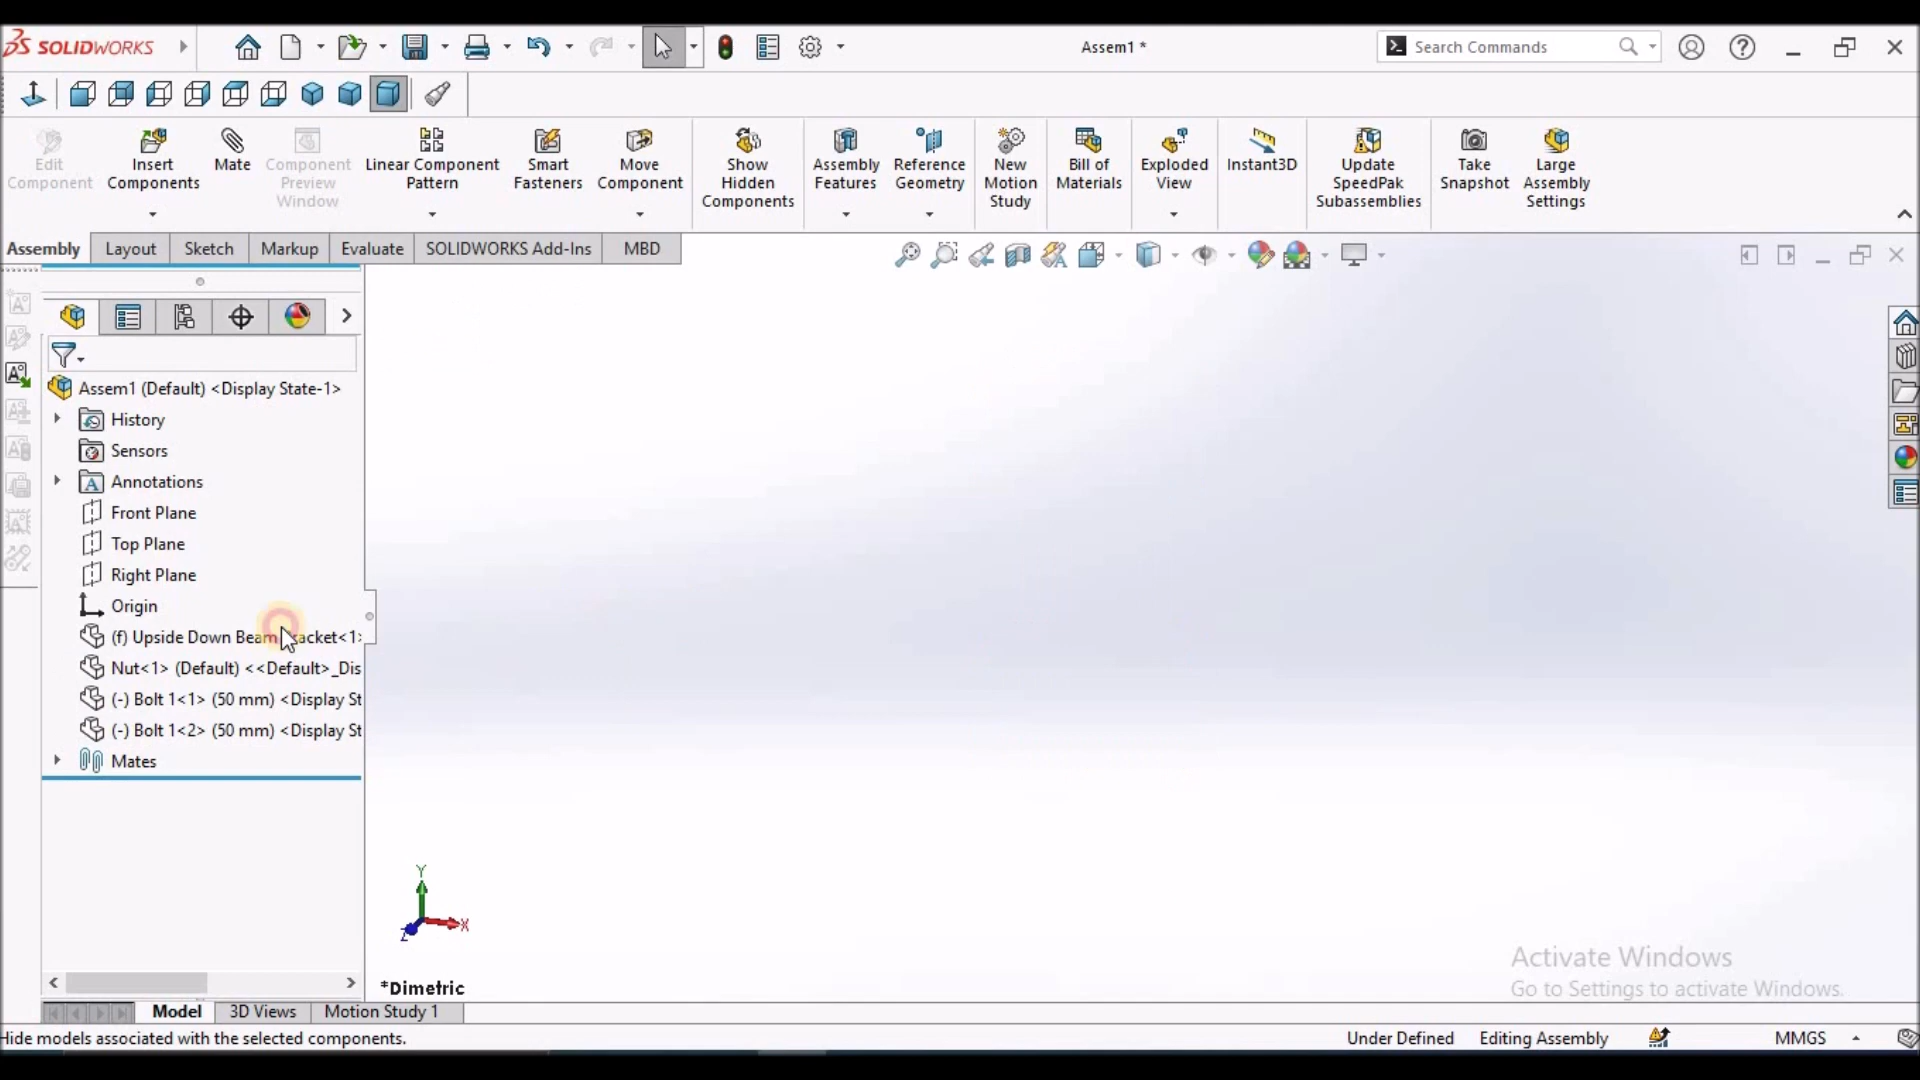 SOLIDWORKS
Assem1 *
Search Commands
Edit Component
Insert Components
Mate
Component Preview Window
Linear Component Pattern
Smart Fasteners
Move Component
Show Hidden Components
Assembly Features
Reference Geometry
New Motion Study
Bill of Materials
Exploded View
Instant3D
Update SpeedPak Subassemblies
Take Snapshot
Large Assembly Settings
Assembly
Layout
Sketch
Markup
Evaluate
SOLIDWORKS Add-Ins
MBD
Assem1 (Default) <Display State-1>
History
Sensors
Annotations
Front Plane
Top Plane
Right Plane
Origin
(f) Upside Down Beam acket<1>
Nut<1> (Default) <<Default>_Dis
(-) Bolt 1<1> (50 mm) <Display St
(-) Bolt 1<2> (50 mm) <Display St
Mates
Y
X
Z
*Dimetric
Activate Windows
Go to Settings to activate Windows.
Model
3D Views
Motion Study 1
Hide models associated with the selected components.
Under Defined
Editing Assembly
MMGS